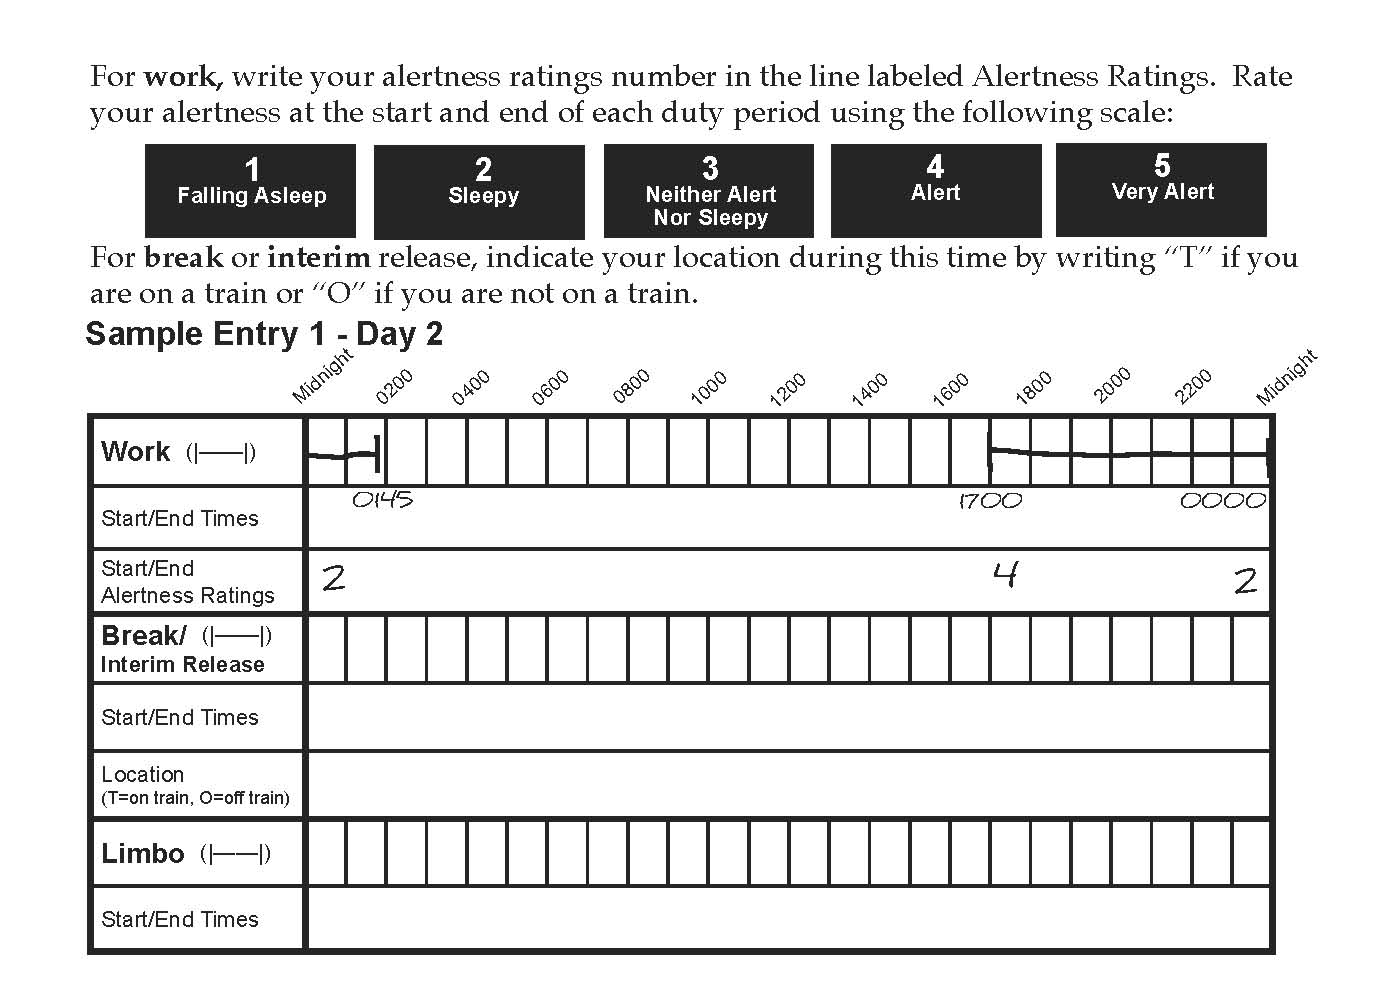 For work, write your alertness ratings number in the line labeled Alertness Ratings. Rate
your alertness at the start and end of each duty period using the following scale:
1
Falling Asleep
2
Sleepy
3
Neither Alert
Nor Sleepy
4
Alert
5
Very Alert
For break or interim release, indicate your location during this time by writing “T” if you
are on a train or “O” if you are not on a train.
Sample Entry 1 - Day 2
Midnight 0200 0400 0600 0800 1000 1200 1400 1600 1800 2000 2200 Midnight
Work (|——|)
0145 1700 0000
Start/End Times
Start/End
Alertness Ratings
2 4 2
Break/ (|——|)
Interim Release
Start/End Times
Location
(T=on train, O=off train)
Limbo (|——|)
Start/End Times